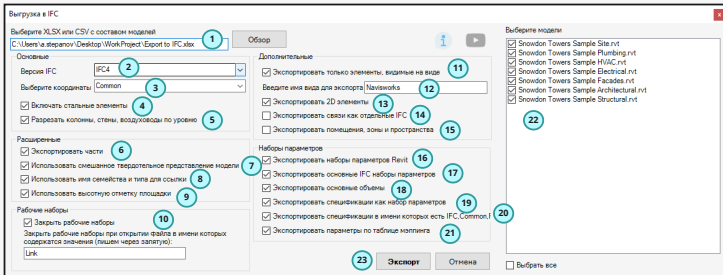 Выгрузка в IFC
x
Выберите XLSX или CSV с составом моделей
1
C:\Users\a.stepanov\Desktop\Work Project\Export to IFC.xlsx
Обзор
Основные
Версия IFC
IFC4
2
Выберите координаты
Common
3
Включать стальные элементы
4
Разрезать колонны, стены, воздуховоды по уровню
5
Расширенные
Экспортировать части
6
Использовать смешанное твердотельное представление модели
7
Использовать имя семейства и типа для ссылки
8
Использовать высотную отметку площадки
9
Рабочие наборы
10
Закрыть рабочие наборы
Закрыть рабочие наборы при открытии файла в имени которых
содержатся значения (пишем через запятую):
Link
Дополнительные
11
Экспортировать только элементы, видимые на виде
Введите имя вида для экспорта
Navisworks
12
Экспортировать 2D элементы
13
Экспортировать связи как отдельные IFC
14
Экспортировать помещения, зоны и пространства
15
Наборы параметров
Экспортировать наборы параметров Revit
16
Экспортировать основные IFC наборы параметров
17
Экспортировать основные объемы
18
Экспортировать спецификации как набор параметров
19
Экспортировать спецификации в имени которых есть IFC,Common,
20
Экспортировать параметры по таблице мэппинга
21
23
Экспорт
Отмена
Выберите модели
Snowdon Towers Sample Site.rvt
Snowdon Towers Sample Plumbing.rvt
Snowdon Towers Sample HVAC.rvt
Snowdon Towers Sample Electrical.rvt
Snowdon Towers Sample Facades.rvt
Snowdon Towers Sample Architectural.rvt
Snowdon Towers Sample Structural.rvt
22
Выбрать все